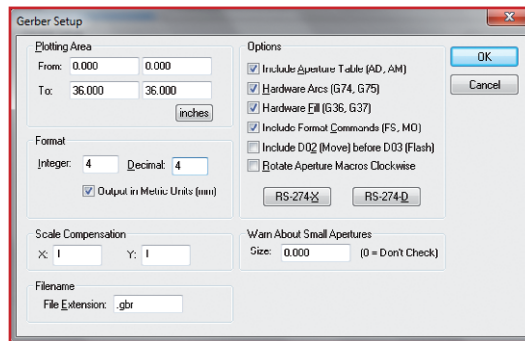 Gerber Setup
Plotting Area
From: 0.000 0.000
To: 36.000 36.000
inches
Format
Integer: 4 Decimal: 4
Output in Metric Units (mm)
Scale Compensation
X: 1 Y: 1
Filename
File Extension: .gbr
Options
Include Aperture Table (AD, AM)
Hardware Arcs (G74, G75)
Hardware Fill (G36, G37)
Include Format Commands (FS, MO)
Include D02 (Move) before D03 (Flash)
Rotate Aperture Macros Clockwise
RS-274-X RS-274-D
Warn About Small Apertures
Size: 0.000 (0 = Don't Check)
OK
Cancel